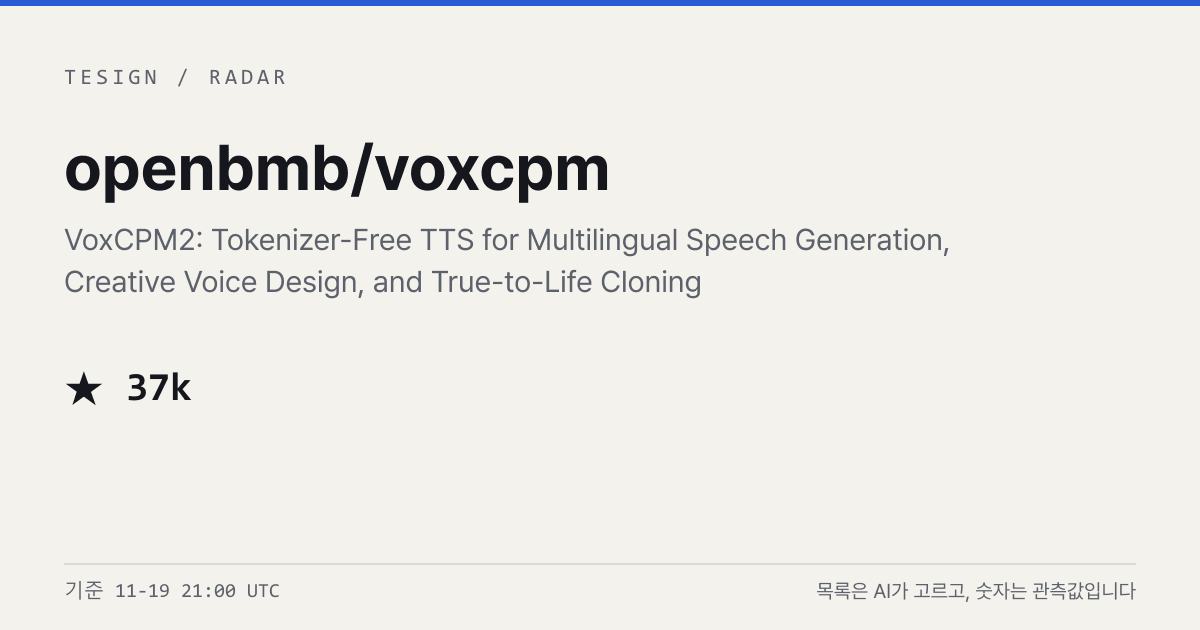 TESIGN / RADAR
openbmb/voxcpm
VoxCPM2: Tokenizer-Free TTS for Multilingual Speech Generation,
Creative Voice Design, and True-to-Life Cloning
★ 37k
기준 11-19 21:00 UTC
목록은 AI가 고르고, 숫자는 관측값입니다